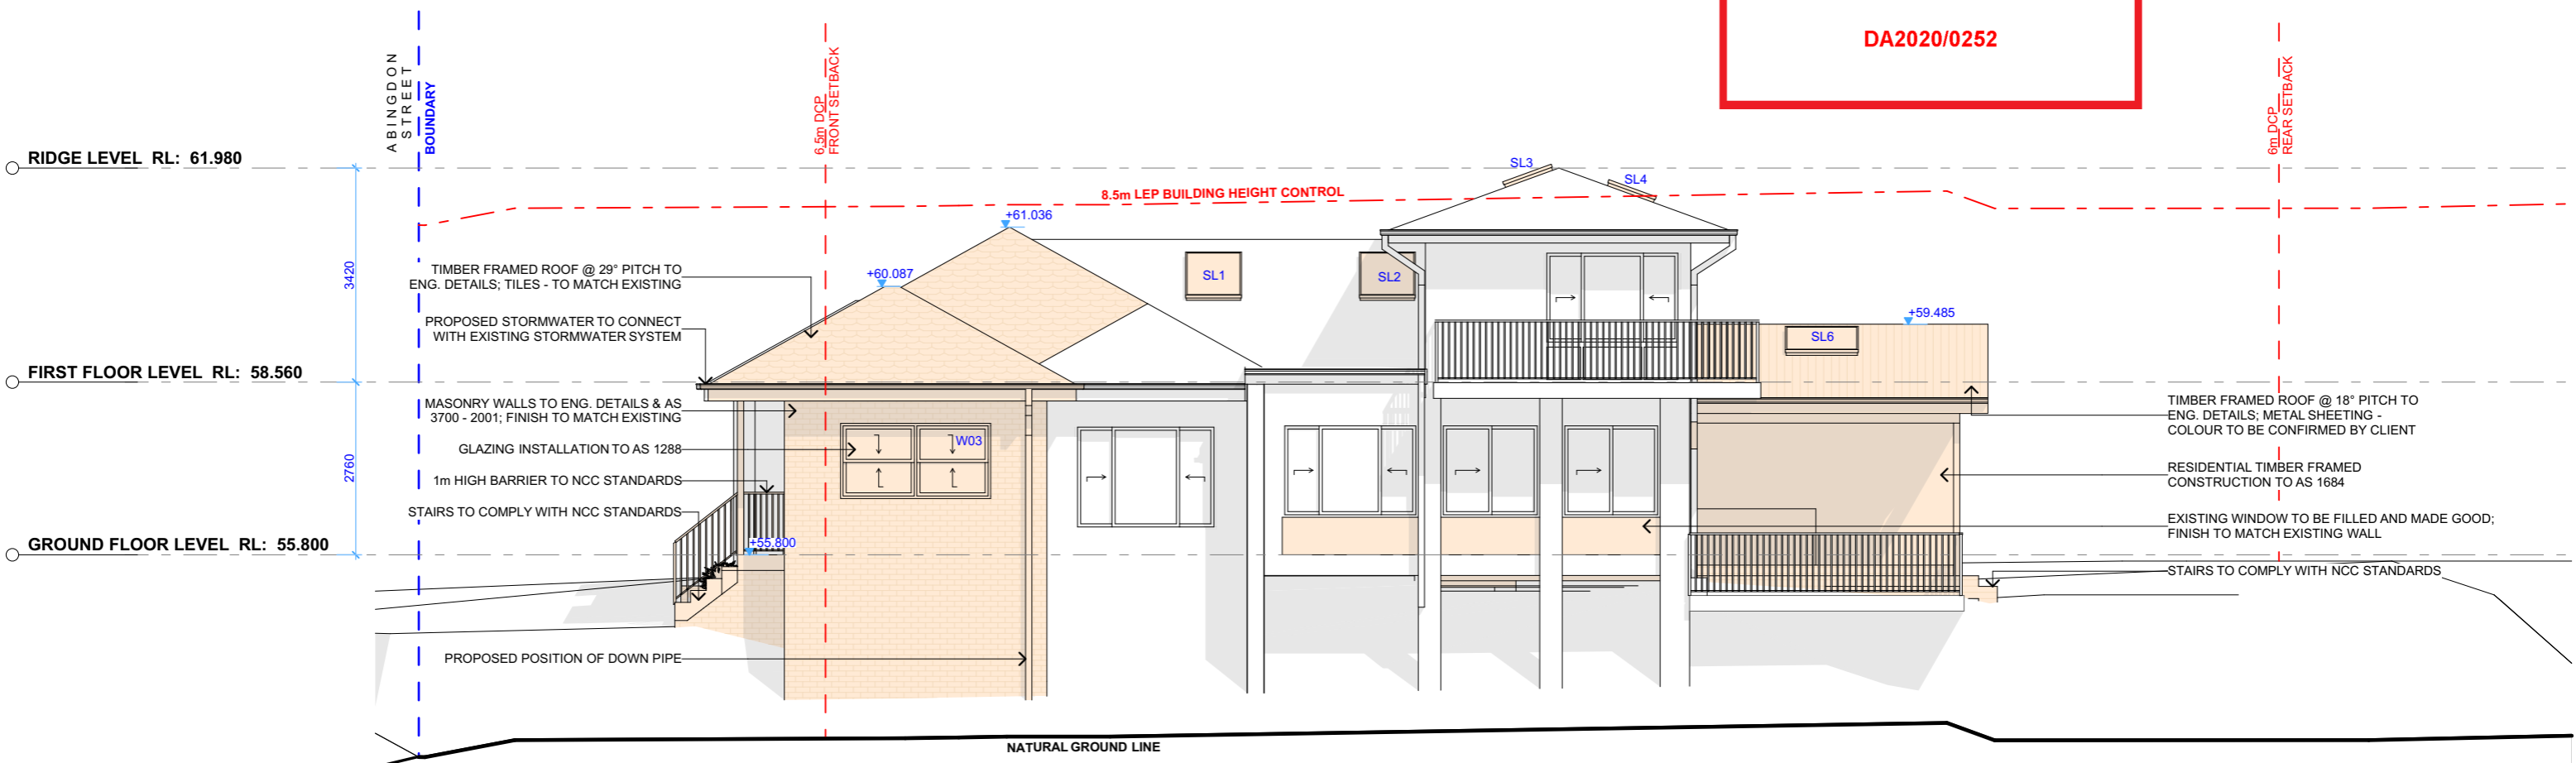 DA2020/0252
ABINGDON
STREET
BOUNDARY
6.5m DCP
FRONT SETBACK
6m DCP
REAR SETBACK
RIDGE LEVEL RL: 61.980
8.5m LEP BUILDING HEIGHT CONTROL
SL3
SL4
+61.036
TIMBER FRAMED ROOF @ 29° PITCH TO
ENG. DETAILS; TILES - TO MATCH EXISTING
+60.087
SL1
SL2
3420
PROPOSED STORMWATER TO CONNECT
WITH EXISTING STORMWATER SYSTEM
+59.485
SL6
FIRST FLOOR LEVEL RL: 58.560
MASONRY WALLS TO ENG. DETAILS & AS
3700 - 2001; FINISH TO MATCH EXISTING
TIMBER FRAMED ROOF @ 18° PITCH TO
ENG. DETAILS; METAL SHEETING -
COLOUR TO BE CONFIRMED BY CLIENT
GLAZING INSTALLATION TO AS 1288
W03
2760
1m HIGH BARRIER TO NCC STANDARDS
RESIDENTIAL TIMBER FRAMED
CONSTRUCTION TO AS 1684
STAIRS TO COMPLY WITH NCC STANDARDS
EXISTING WINDOW TO BE FILLED AND MADE GOOD;
FINISH TO MATCH EXISTING WALL
GROUND FLOOR LEVEL RL: 55.800
+55.800
STAIRS TO COMPLY WITH NCC STANDARDS
PROPOSED POSITION OF DOWN PIPE
NATURAL GROUND LINE